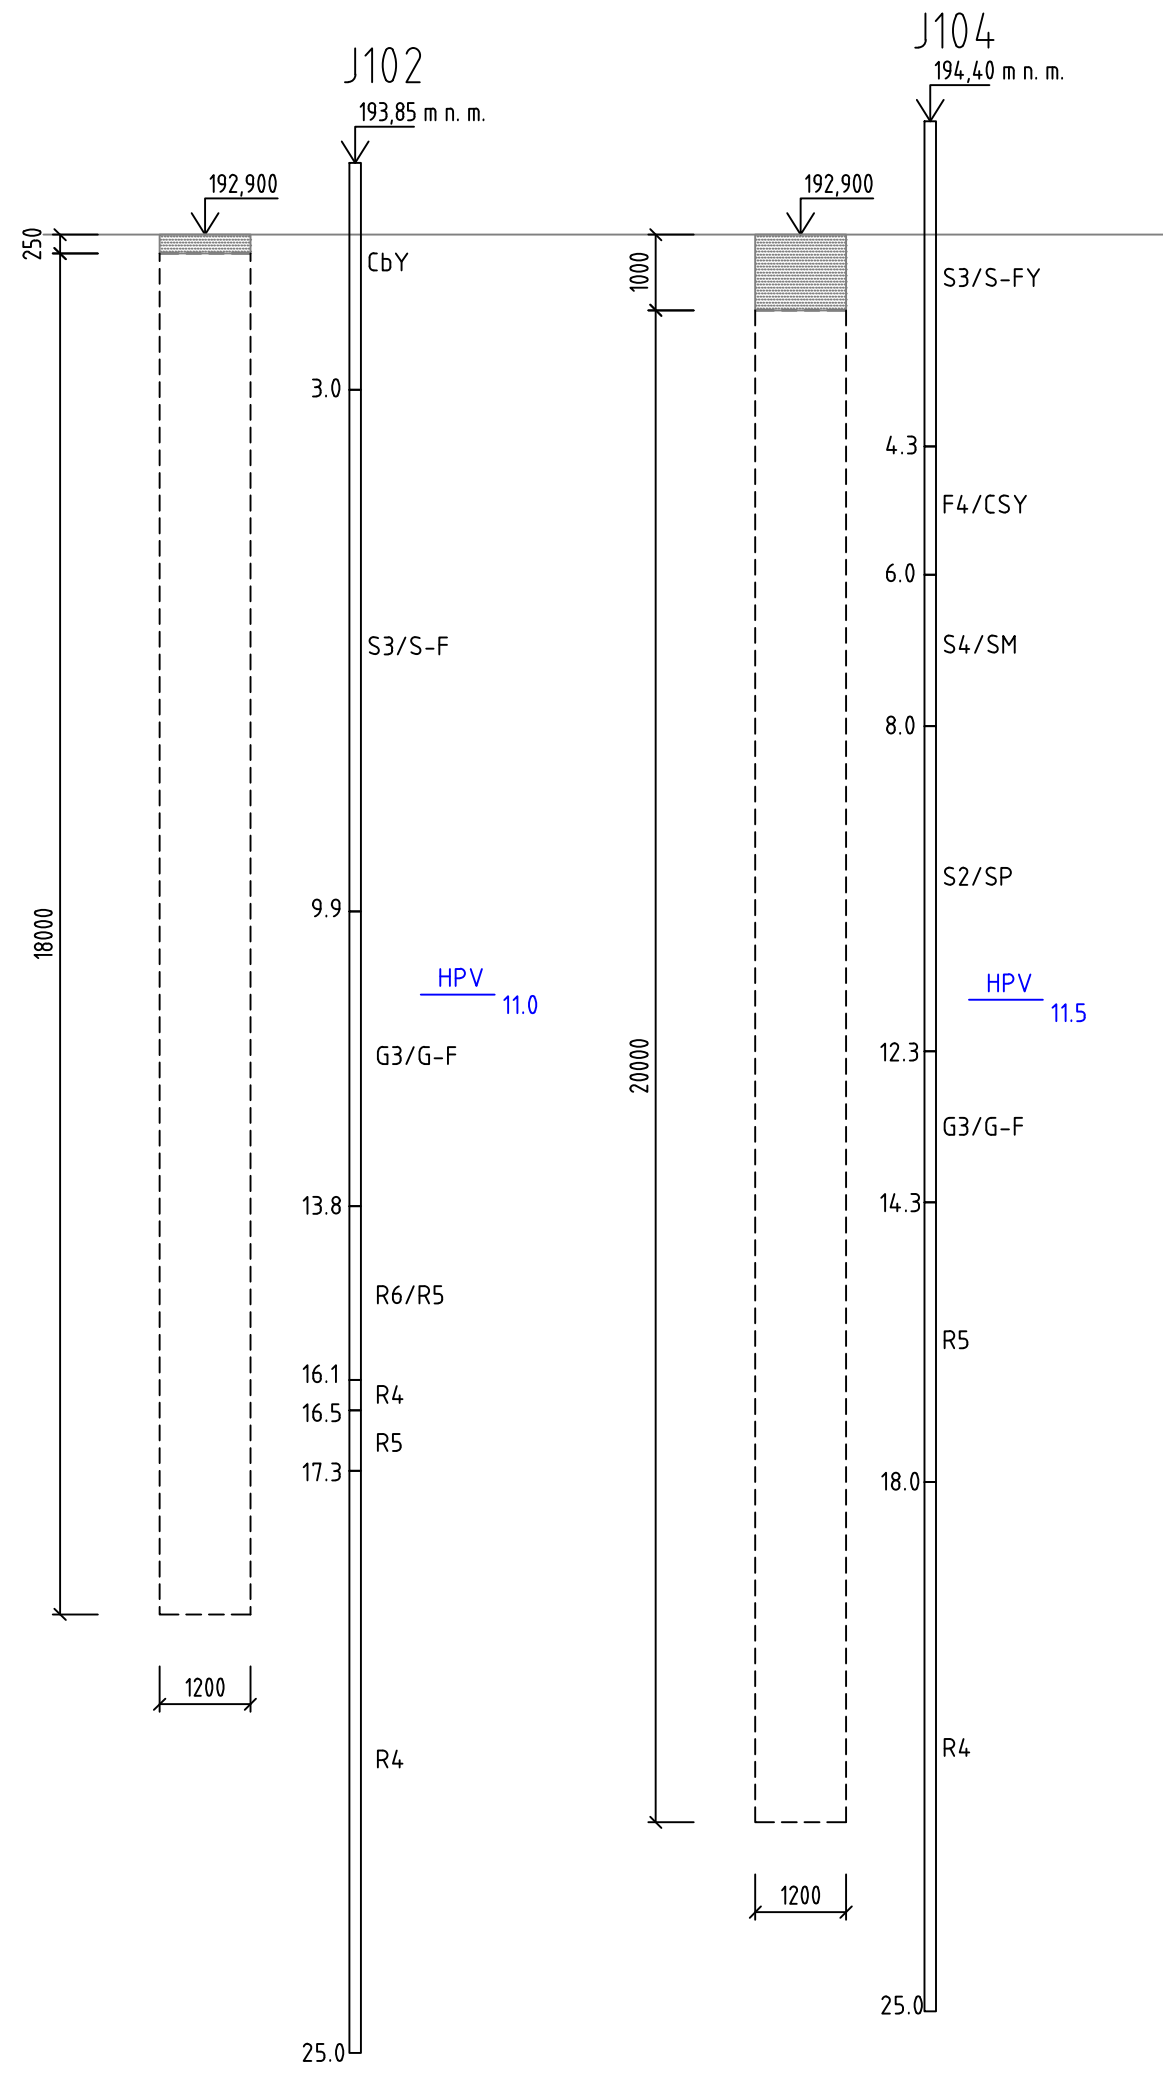 J102
193,85 m n. m.
192,900
250
CbY
3.0
S3/S-F
18000
9.9
HPV
11.0
G3/G-F
13.8
R6/R5
16.1
R4
16.5
R5
17.3
1200
R4
25.0
J104
194,40 m n. m.
192,900
1000
S3/S-FY
4.3
F4/CSY
6.0
S4/SM
8.0
S2/SP
HPV
11.5
20000
12.3
G3/G-F
14.3
R5
18.0
R4
1200
25.0